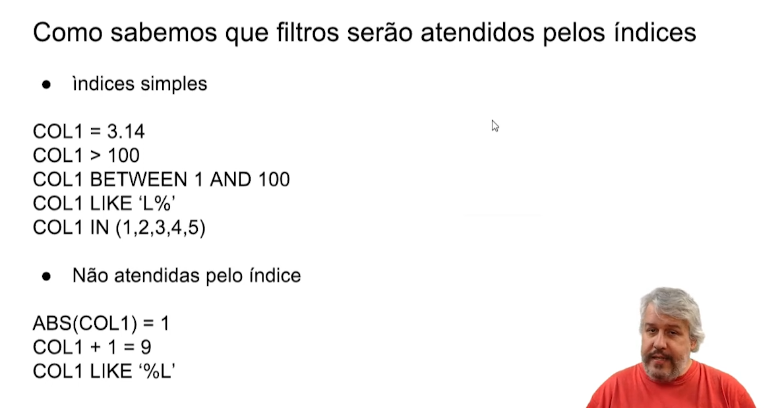 Como sabemos que filtros serão atendidos pelos índices
● ìndices simples
COL1 = 3.14
COL1 > 100
COL1 BETWEEN 1 AND 100
COL1 LIKE ‘L%’
COL1 IN (1,2,3,4,5)
● Não atendidas pelo índice
ABS(COL1) = 1
COL1 + 1 = 9
COL1 LIKE ‘%L’